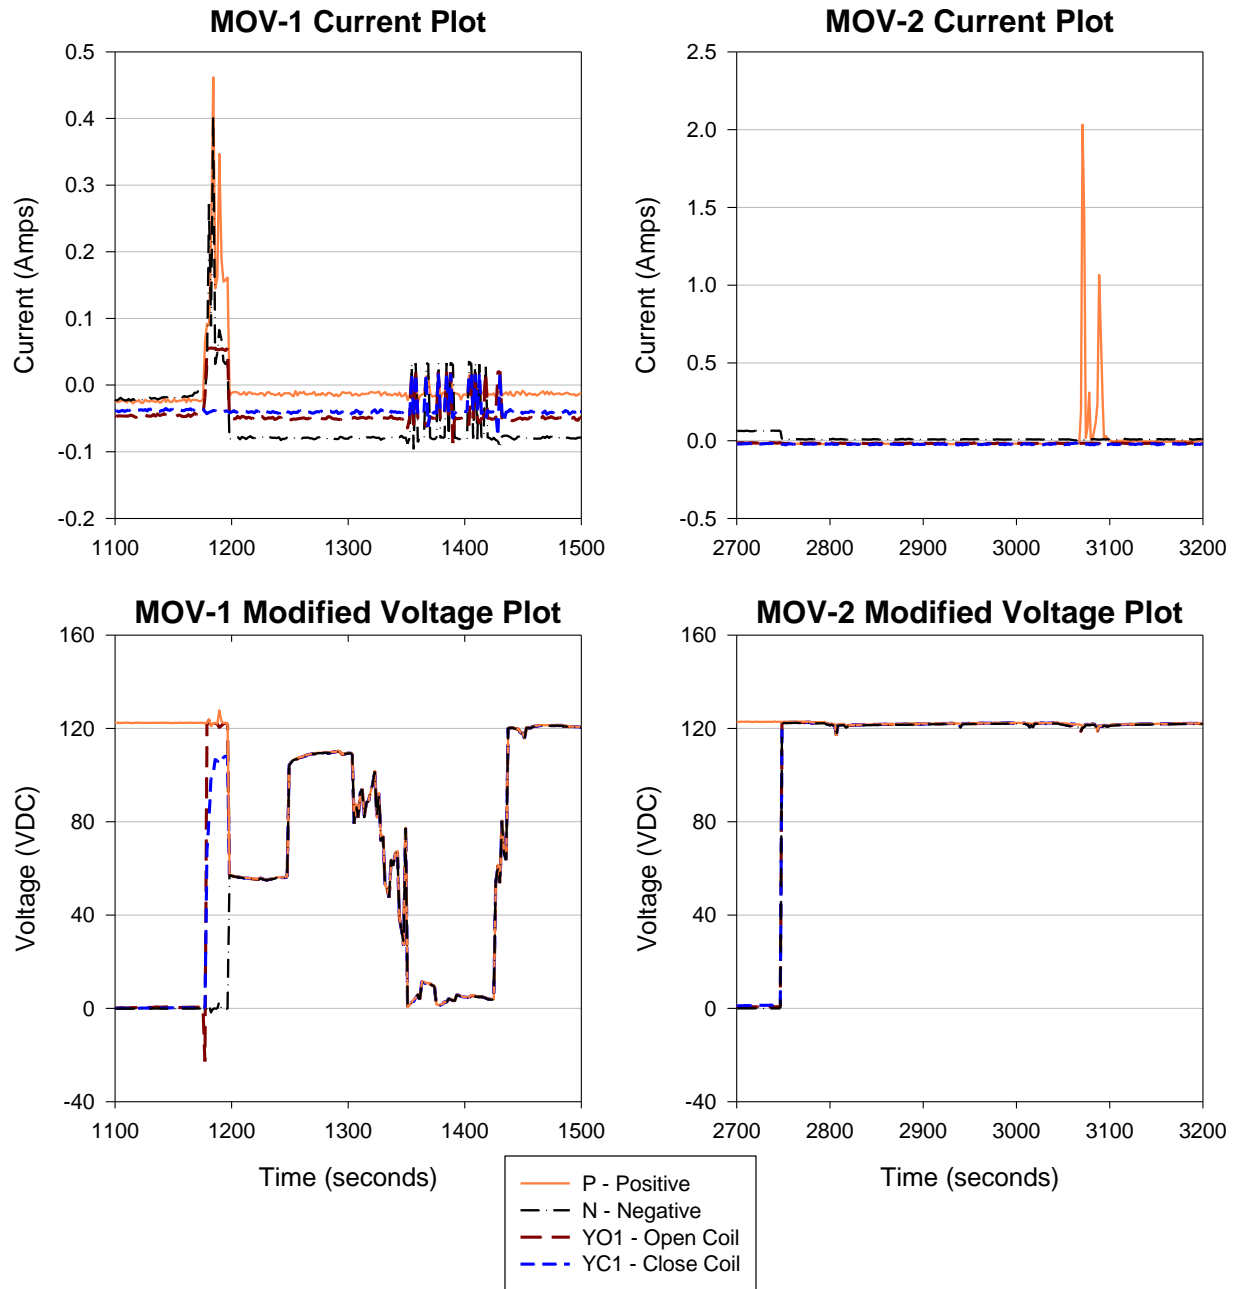 MOV-1 Current Plot
0.5
0.4
0.3
0.2
0.1
0.0
-0.1
-0.2
Current (Amps)
1100 1200 1300 1400 1500
MOV-2 Current Plot
2.5
2.0
1.5
1.0
0.5
0.0
-0.5
Current (Amps)
2700 2800 2900 3000 3100 3200
MOV-1 Modified Voltage Plot
160
120
80
40
0
-40
Voltage (VDC)
1100 1200 1300 1400 1500
Time (seconds)
MOV-2 Modified Voltage Plot
160
120
80
40
0
-40
Voltage (VDC)
2700 2800 2900 3000 3100 3200
Time (seconds)
P - Positive
N - Negative
YO1 - Open Coil
YC1 - Close Coil